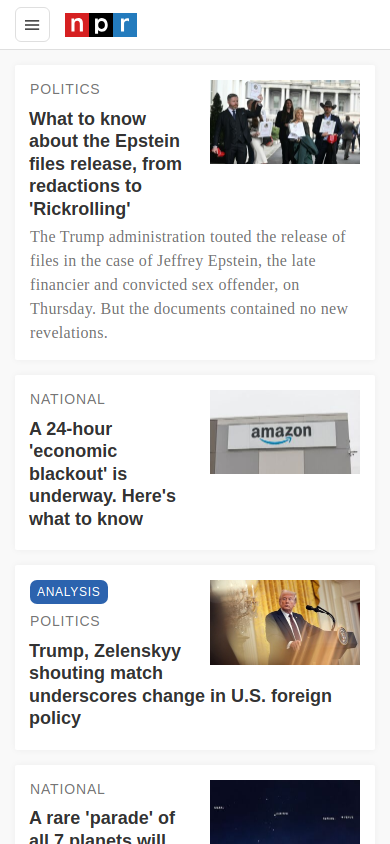 npr
POLITICS
What to know
about the Epstein
files release, from
redactions to
'Rickrolling'
The Trump administration touted the release of
files in the case of Jeffrey Epstein, the late
financier and convicted sex offender, on
Thursday. But the documents contained no new
revelations.
NATIONAL
A 24-hour
'economic
blackout' is
underway. Here's
what to know
amazon
ANALYSIS
POLITICS
Trump, Zelenskyy
shouting match
underscores change in U.S. foreign
policy
NATIONAL
A rare 'parade' of
all 7 planets will